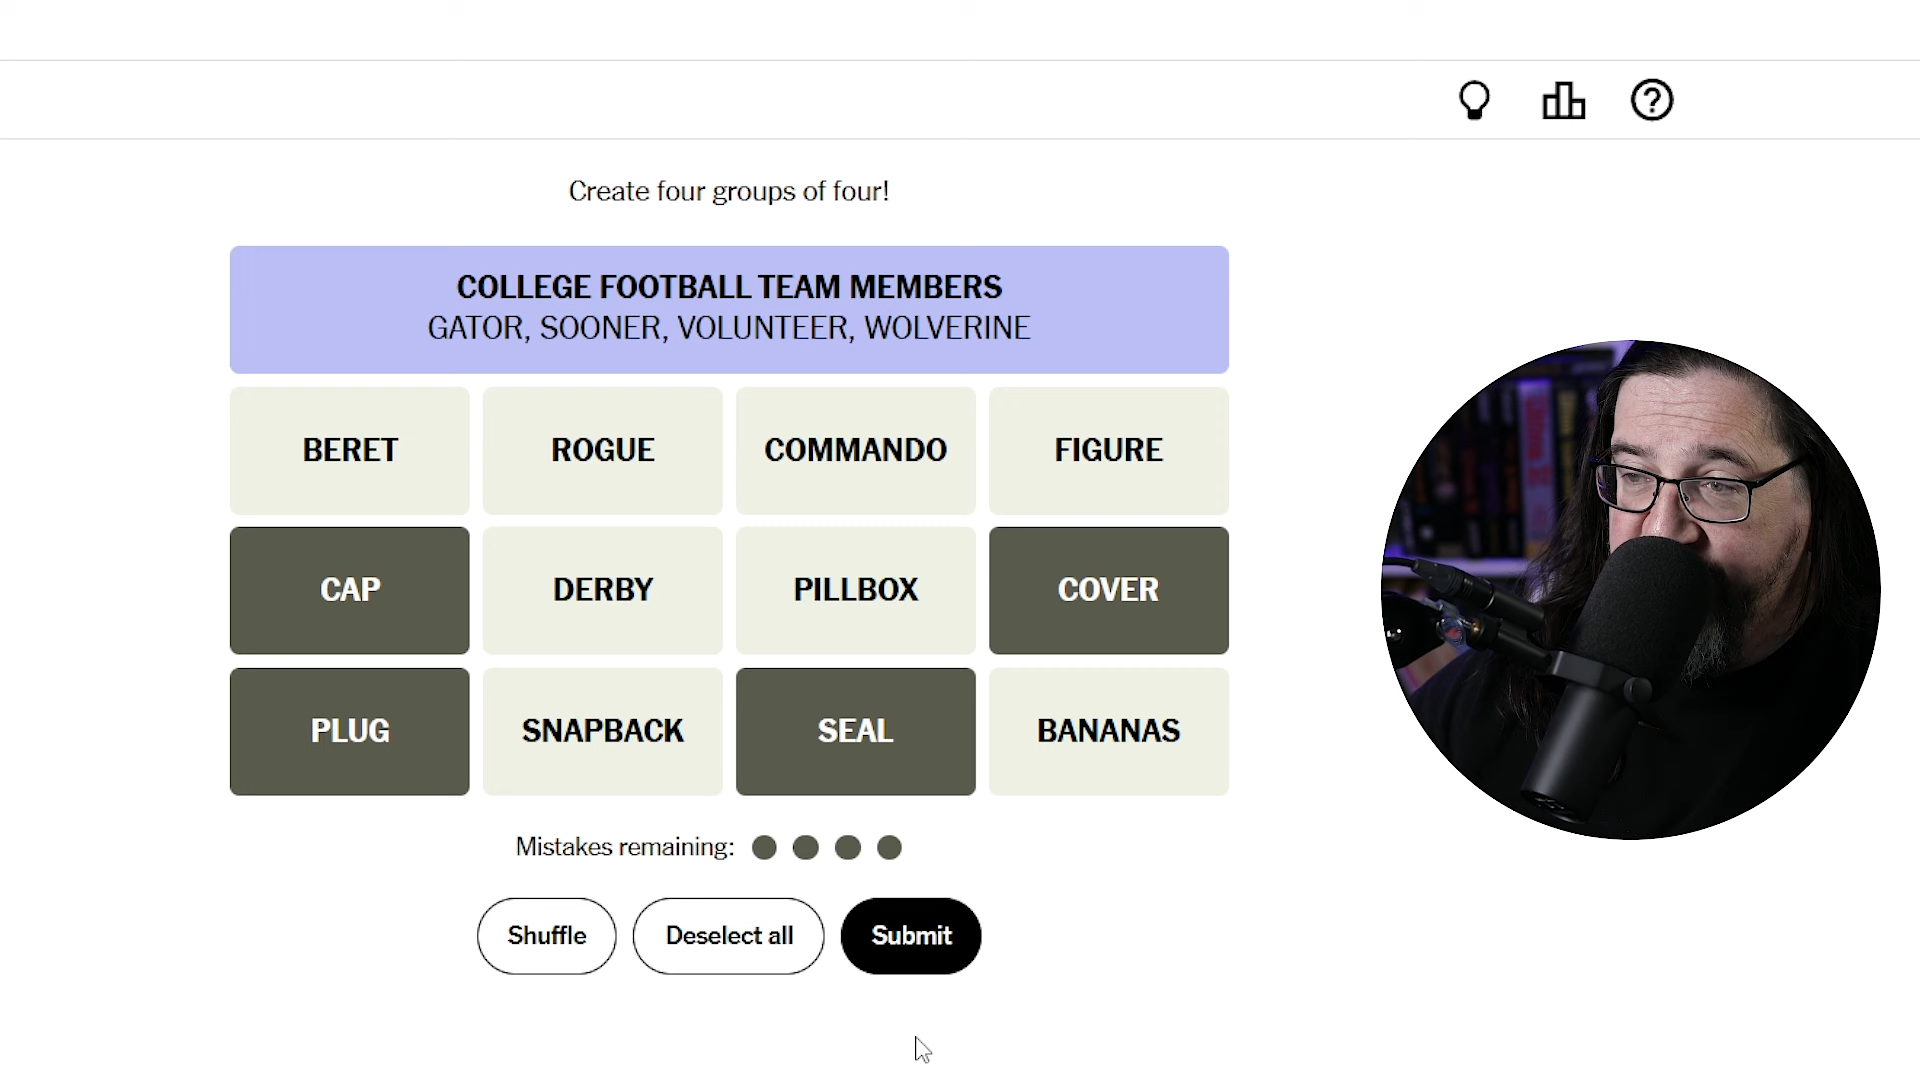 Create four groups of four!
COLLEGE FOOTBALL TEAM MEMBERS
GATOR, SOONER, VOLUNTEER, WOLVERINE
BERET ROGUE COMMANDO FIGURE
CAP DERBY PILLBOX COVER
PLUG SNAPBACK SEAL BANANAS
Mistakes remaining:
Shuffle Deselect all Submit